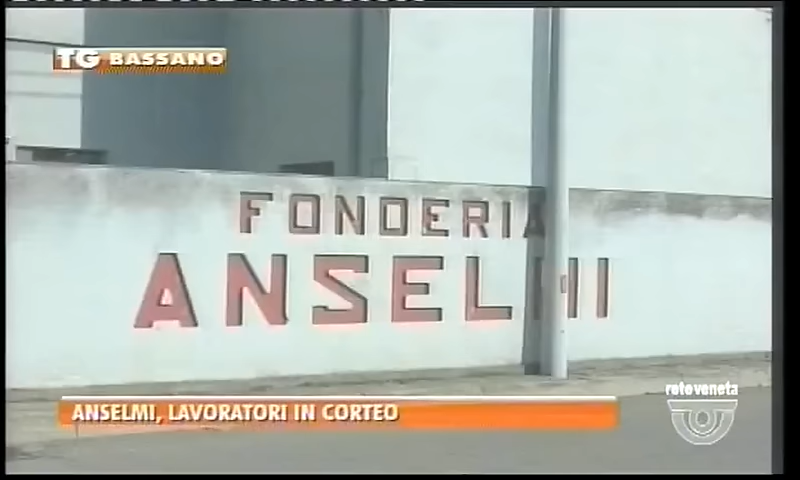 TG BASSANO
FONDERIA
ANSELMI
ANSELMI, LAVORATORI IN CORTEO
reteveneta